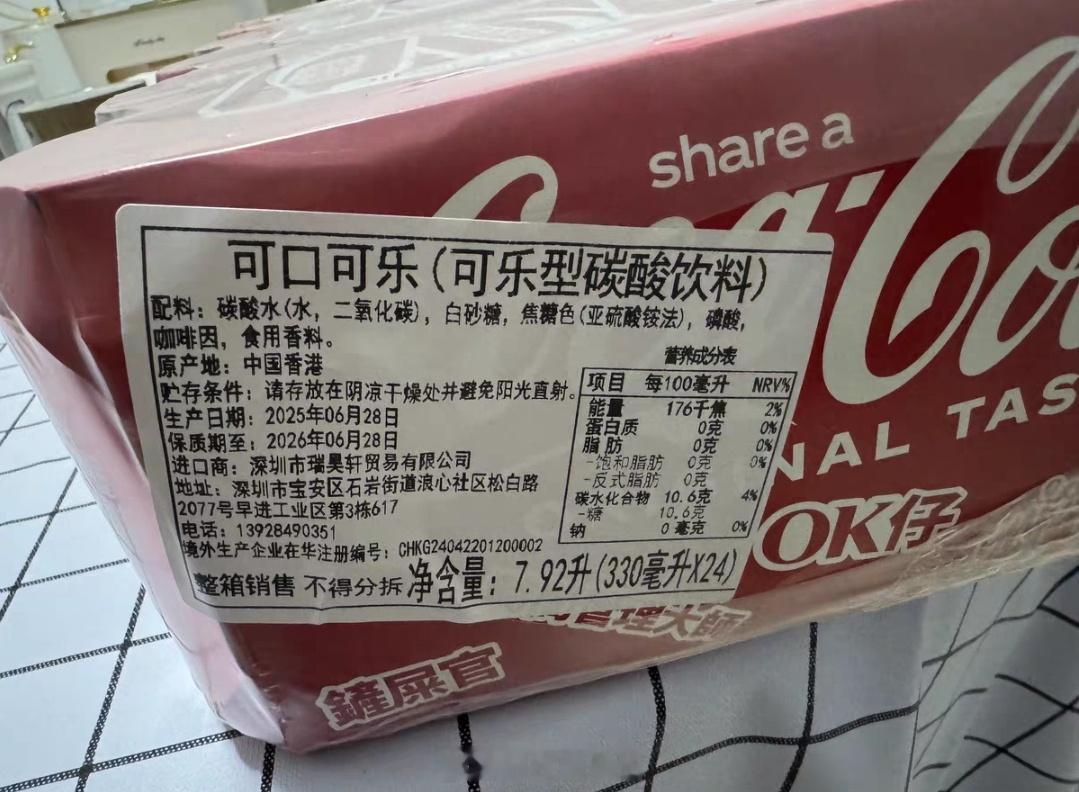 share a
Coca-Co
NAL TAS
可口可乐(可乐型碳酸饮料)
配料：碳酸水(水，二氧化碳)，白砂糖，焦糖色(亚硫酸铵法)，磷酸，
咖啡因，食用香料。
原产地：中国香港
贮存条件：请存放在阴凉干燥处并避免阳光直射。
生产日期：2025年06月28日
保质期至：2026年06月28日
进口商：深圳市瑞昊轩贸易有限公司
地址：深圳市宝安区石岩街道浪心社区松白路
2077号早进工业区第3栋617
电话：13928490351
境外生产企业在华注册编号：CHKG24042201200002
整箱销售 不得分拆 净含量：7.92升(330毫升X24)
营养成分表
项目 每100毫升 NRV%
能量 176千焦 2%
蛋白质 0克 0%
脂肪 0克 0%
-饱和脂肪 0克 0%
-反式脂肪 0克
碳水化合物 10.6克 4%
-糖 10.6克
钠 0毫克 0%
OK仔
管理大師
鏟屎官